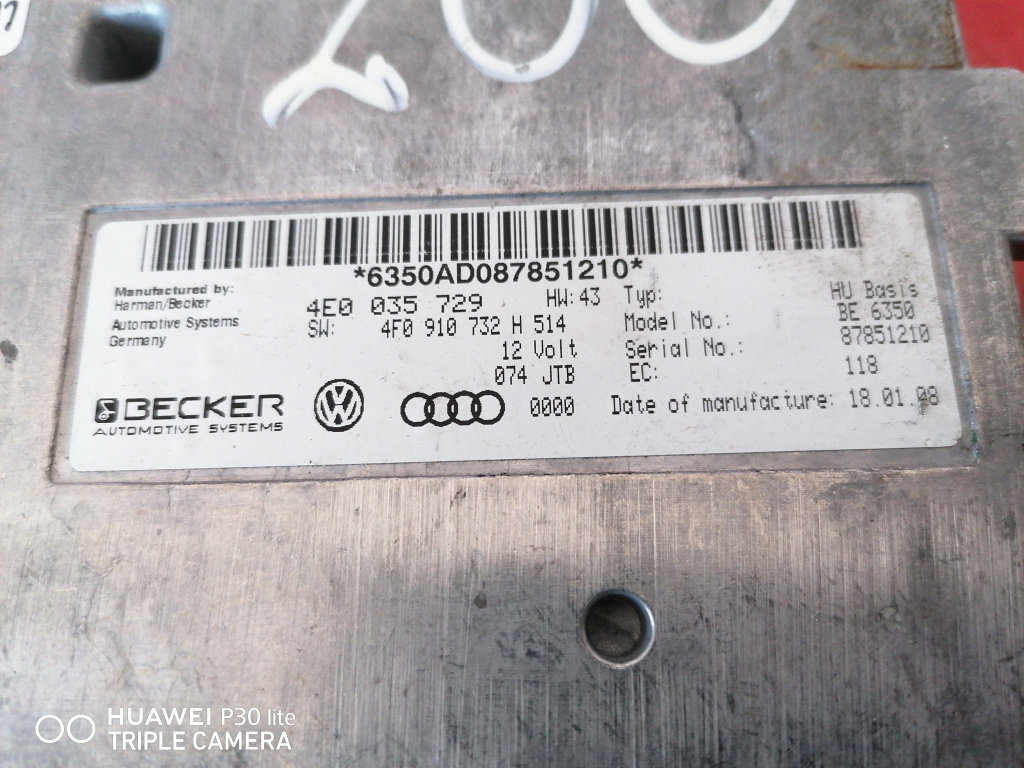 200
*6350AD087851210*
Manufactured by:
Harman/Becker
Automotive Systems
Germany
4E0 035 729 HW: 43
SW: 4F0 910 732 H 514
12 Volt
074 JTB
0000
Typ: HU Basis
Model No.: BE 6350
Serial No.: 87851210
EC: 118
Date of manufacture: 18.01.08
BECKER
AUTOMOTIVE SYSTEMS
HUAWEI P30 lite
TRIPLE CAMERA